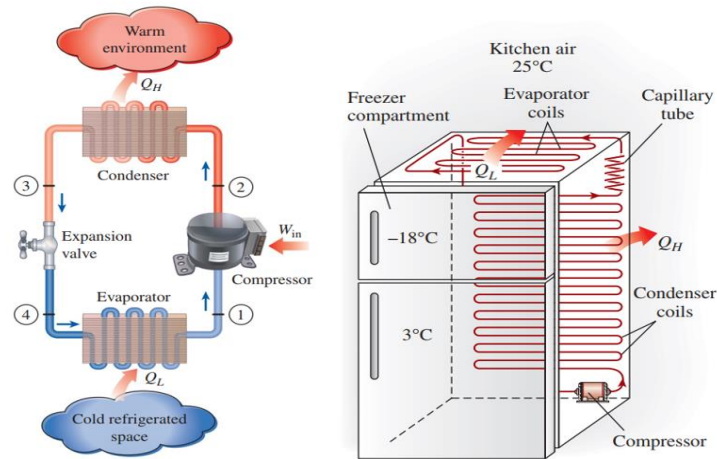 Warm
environment
Q_H
Condenser
3
2
Expansion
valve
W_in
Compressor
Evaporator
4
1
Q_L
Cold refrigerated
space
Kitchen air
25°C
Freezer
compartment
Evaporator
coils
Capillary
tube
Q_L
–18°C
Q_H
3°C
Condenser
coils
Compressor